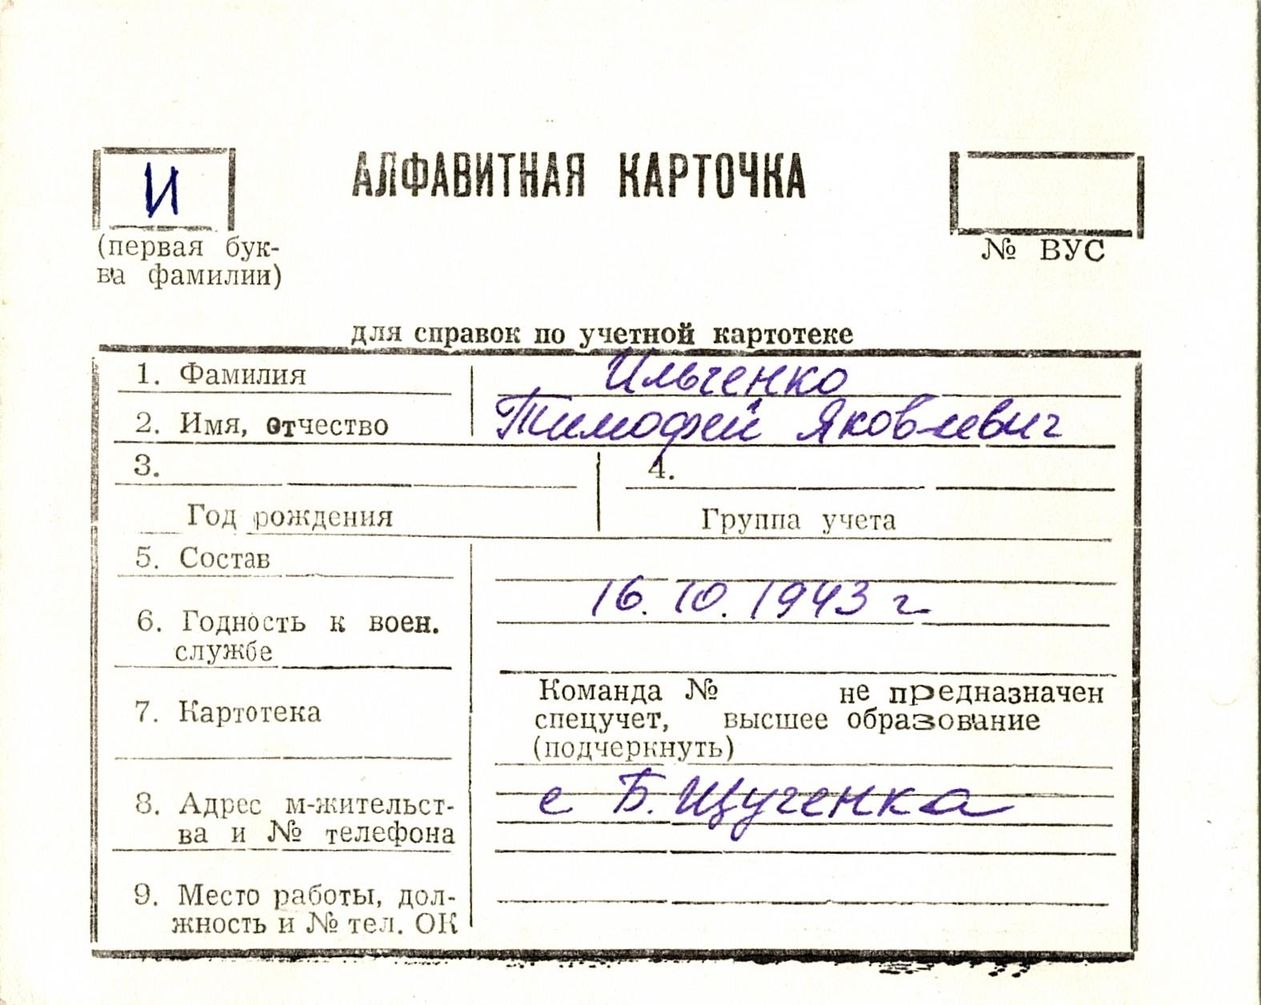 И
АЛФАВИТНАЯ КАРТОЧКА
(первая бук-
ва фамилии)
№ ВУС
для справок по учетной картотеке
1. Фамилия Ильченко
2. Имя, Отчество Тимофей Яковлевич
3. 4.
Год рождения Группа учета
5. Состав
16.10.1943 г.
6. Годность к воен.
службе
7. Картотека
Команда № не предназначен
спецучет, высшее образование
(подчеркнуть)
8. Адрес м-жительст-
ва и № телефона
с Б. Щученка
9. Место работы, дол-
жность и № тел. ОК